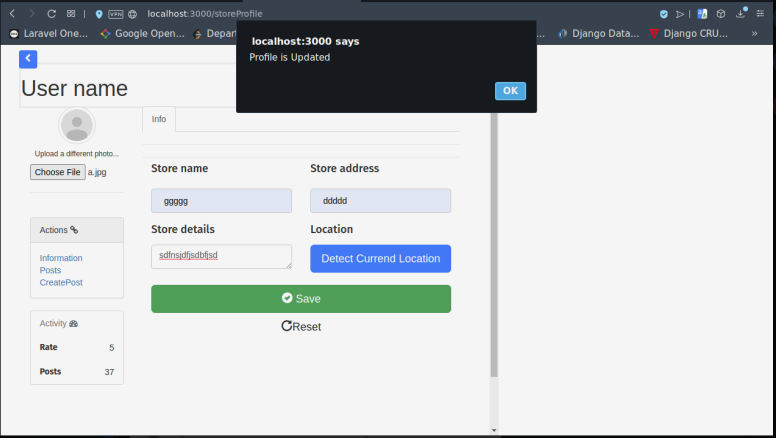 VPN localhost:3000/storeProfile
Laravel One... Google Open... Depart Django Data... Django CRU... »
localhost:3000 says
Profile is Updated
OK
User name
Info
Upload a different photo...
Choose File a.jpg
Store name Store address
ggggg ddddd
Store details Location
sdfnsjdfjsdbfjsd Detect Currend Location
Save
Reset
Actions
Information
Posts
CreatePost
Activity
Rate 5
Posts 37